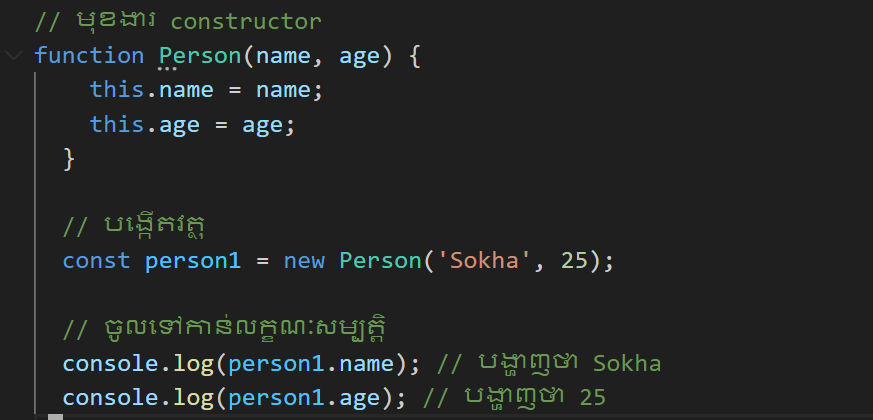 // មុខងារ constructor
function Person(name, age) {
this.name = name;
this.age = age;
}
// បង្កើតវត្ថុ
const person1 = new Person('Sokha', 25);
// ចូលទៅកាន់លក្ខណៈសម្បត្តិ
console.log(person1.name); // បង្ហាញថា Sokha
console.log(person1.age); // បង្ហាញថា 25